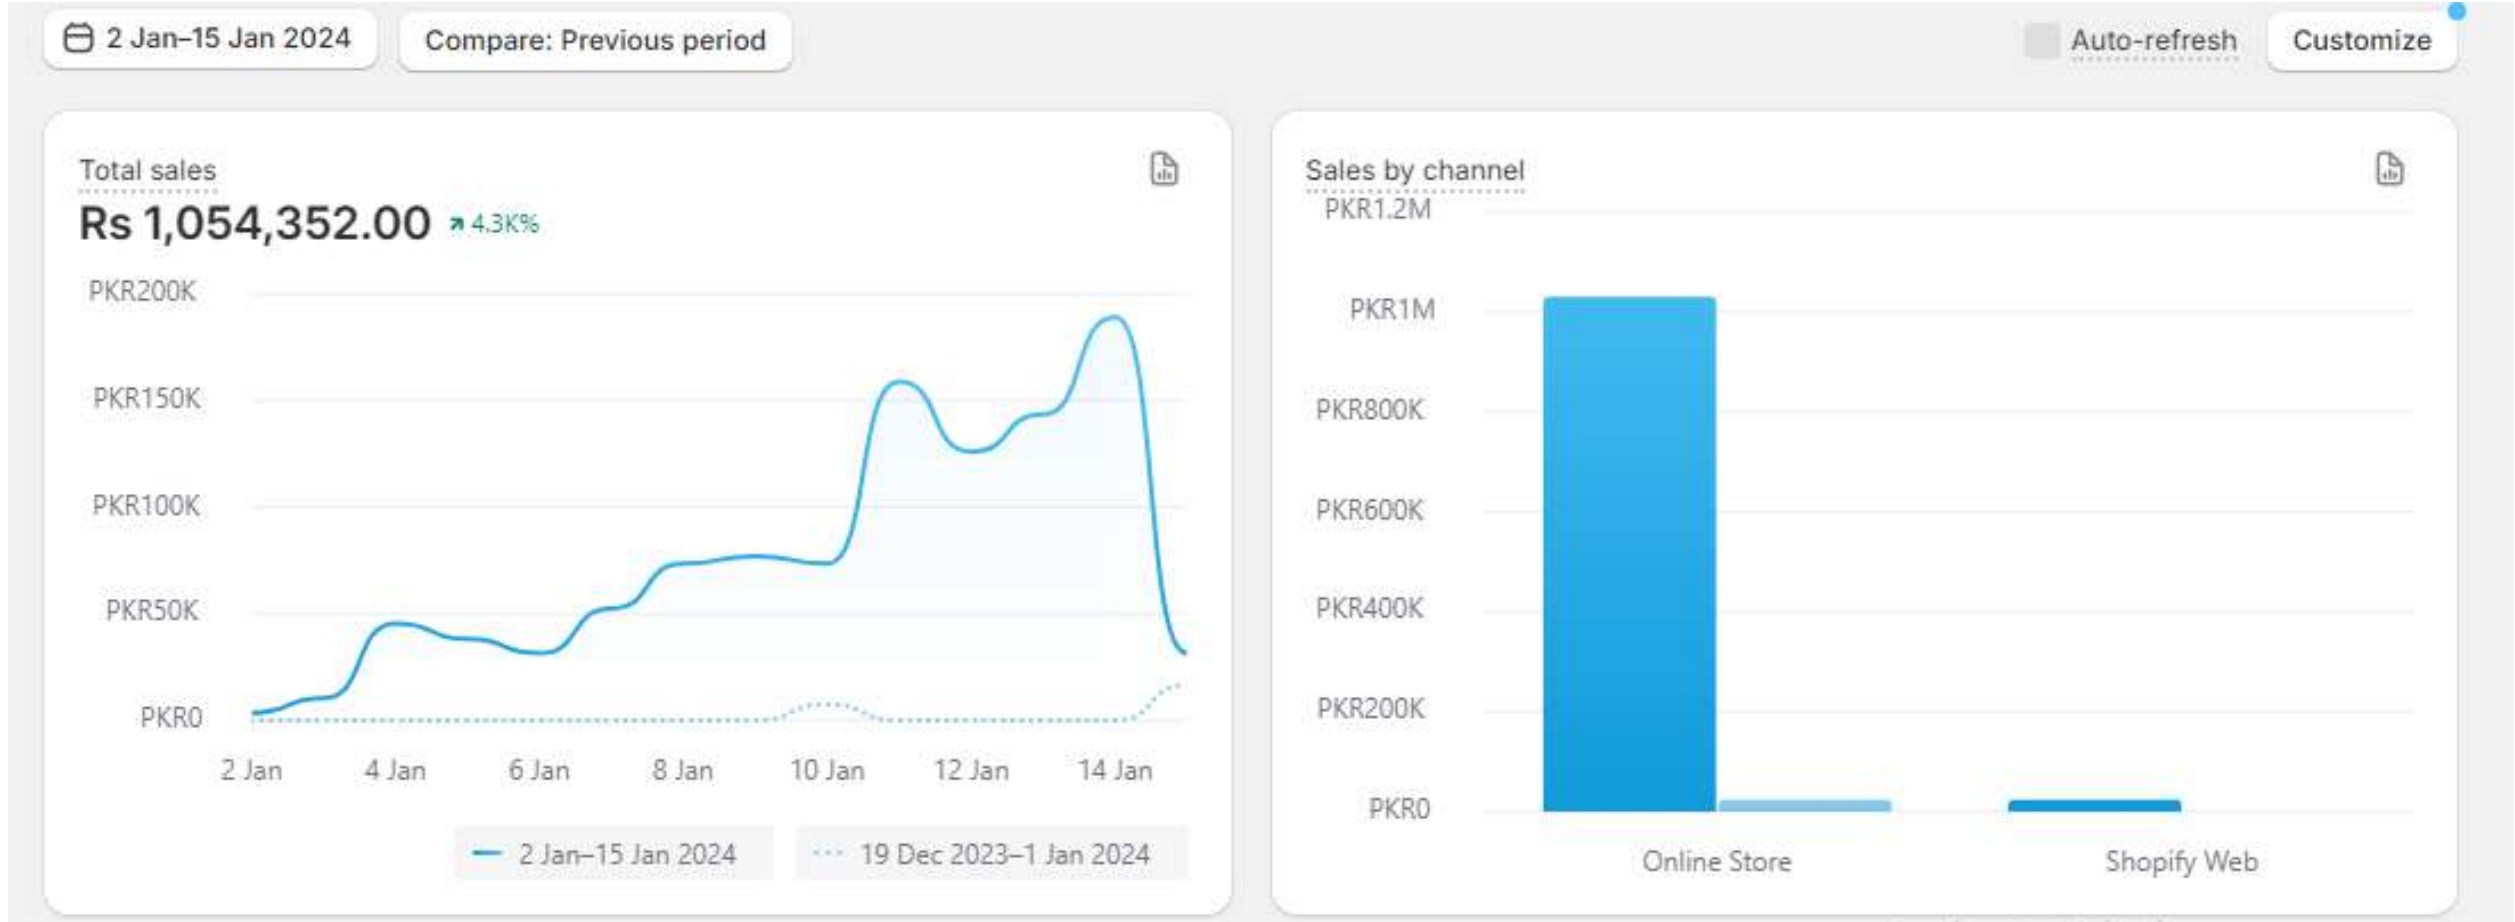 2 Jan–15 Jan 2024
Compare: Previous period
Auto-refresh
Customize
Total sales
Rs 1,054,352.00 4.3K%
PKR200K
PKR150K
PKR100K
PKR50K
PKR0
2 Jan 4 Jan 6 Jan 8 Jan 10 Jan 12 Jan 14 Jan
2 Jan–15 Jan 2024 19 Dec 2023–1 Jan 2024
Sales by channel
PKR1.2M
PKR1M
PKR800K
PKR600K
PKR400K
PKR200K
PKR0
Online Store Shopify Web